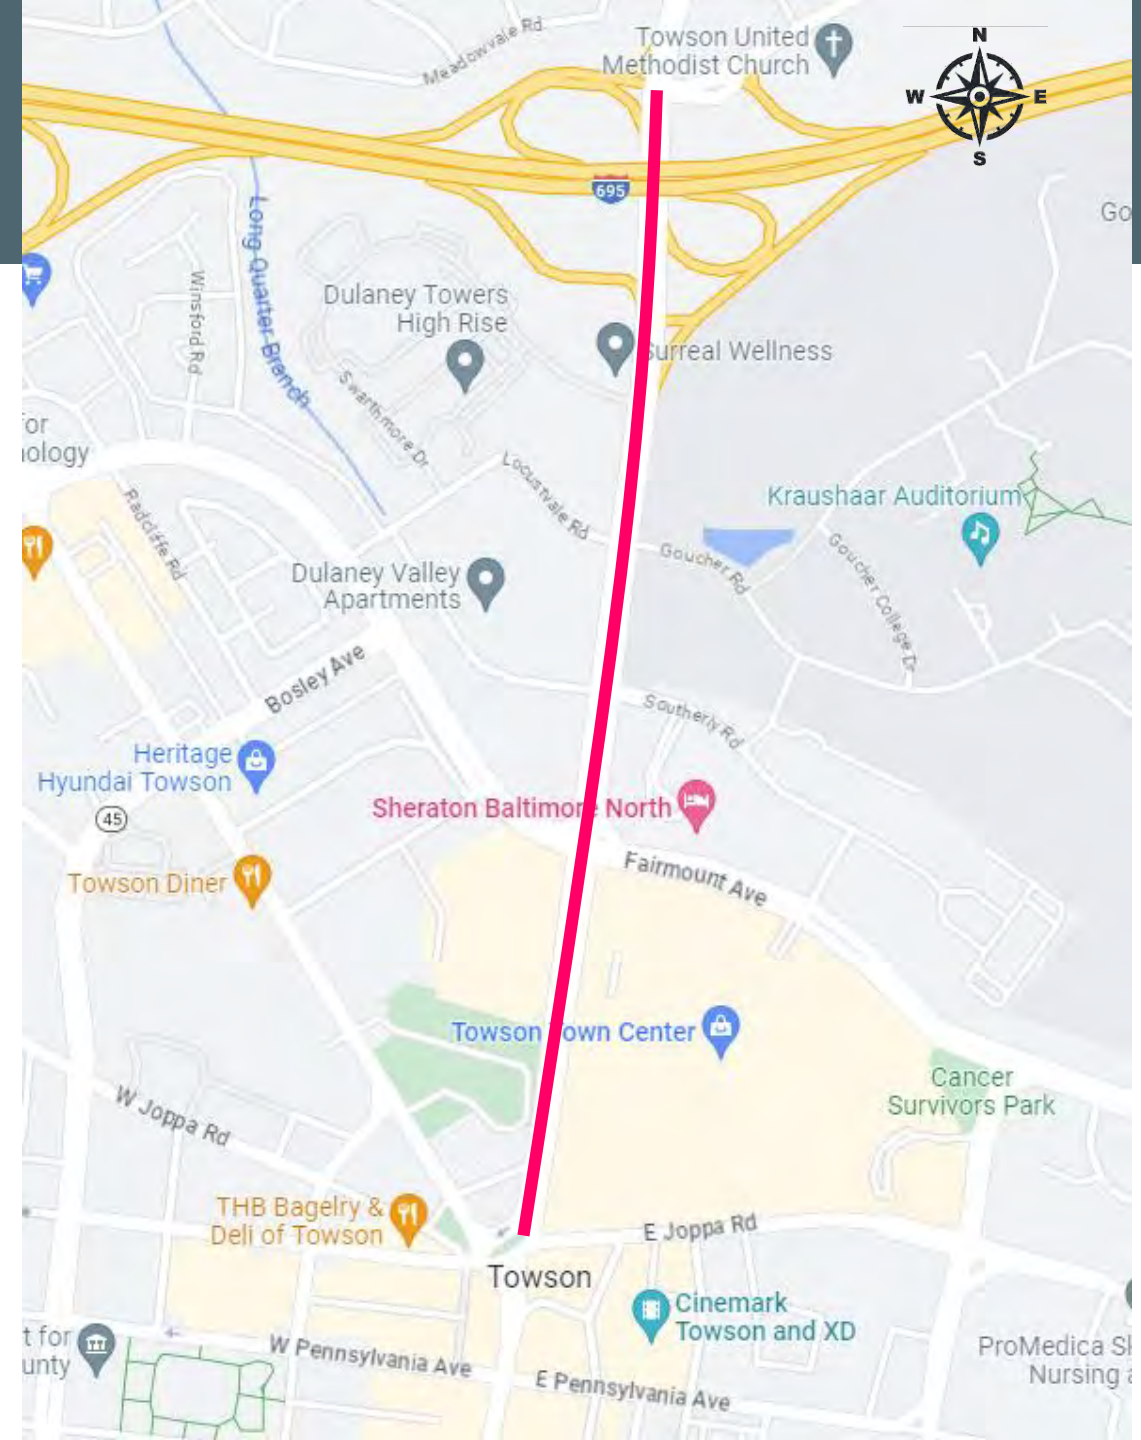 Meadowvale Rd
Towson United
Methodist Church
N
W
E
S
695
Go
Long Quarter Branch
Winsford Rd
Dulaney Towers
High Rise
Surreal Wellness
Swarthmore Dr
or
ology
Locustvale Rd
Radcliffe Rd
Kraushaar Auditorium
Goucher Rd
Goucher College Dr
Dulaney Valley
Apartments
Bosley Ave
Southerly Rd
Heritage
Hyundai Towson
Sheraton Baltimore North
45
Fairmount Ave
Towson Diner
Towson Town Center
Cancer
Survivors Park
W Joppa Rd
THB Bagelry &
Deli of Towson
E Joppa Rd
Towson
Cinemark
Towson and XD
t for
unty
W Pennsylvania Ave
E Pennsylvania Ave
ProMedica Sk
Nursing a